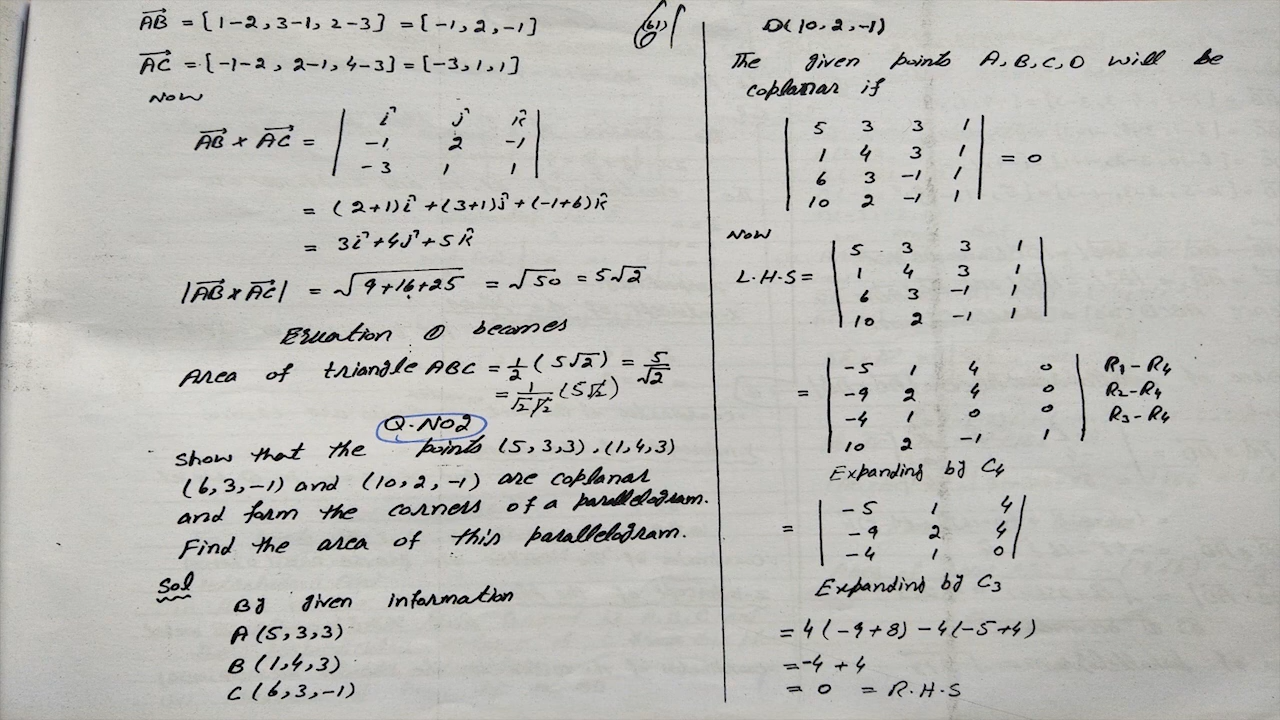 AB = [1-2, 3-1, 2-3] = [-1, 2, -1]
AC = [-1-2, 2-1, 4-3] = [-3, 1, 1]
Now
AB × AC = | î ĵ k̂ |
| -1 2 -1 |
| -3 1 1 |
= (2+1)î + (3+1)ĵ + (-1+6)k̂
= 3î + 4ĵ + 5k̂
|AB × AC| = √9+16+25 = √50 = 5√2
Equation ① becomes
Area of triangle ABC = 1/2 (5√2) = 5/√2
= 1/√2√2 (5√2)
Q.NO2
Show that the points (5,3,3), (1,4,3)
(6,3,-1) and (10,2,-1) are coplanar
and form the corners of a parallelogram.
Find the area of this parallelogram.
Sol
By given information
A (5,3,3)
B (1,4,3)
C (6,3,-1)
(61)
D(10,2,-1)
The given points A,B,C,D will be
coplanar if
| 5 3 3 1 |
| 1 4 3 1 | = 0
| 6 3 -1 1 |
| 10 2 -1 1 |
Now
| 5 3 3 1 |
L.H.S = | 1 4 3 1 |
| 6 3 -1 1 |
| 10 2 -1 1 |
| -5 1 4 0 | R1-R4
= | -9 2 4 0 | R2-R4
| -4 1 0 0 | R3-R4
| 10 2 -1 1 |
Expanding by C4
| -5 1 4 |
= | -9 2 4 |
| -4 1 0 |
Expanding by C3
= 4(-9+8) -4(-5+4)
= -4 + 4
= 0 = R.H.S